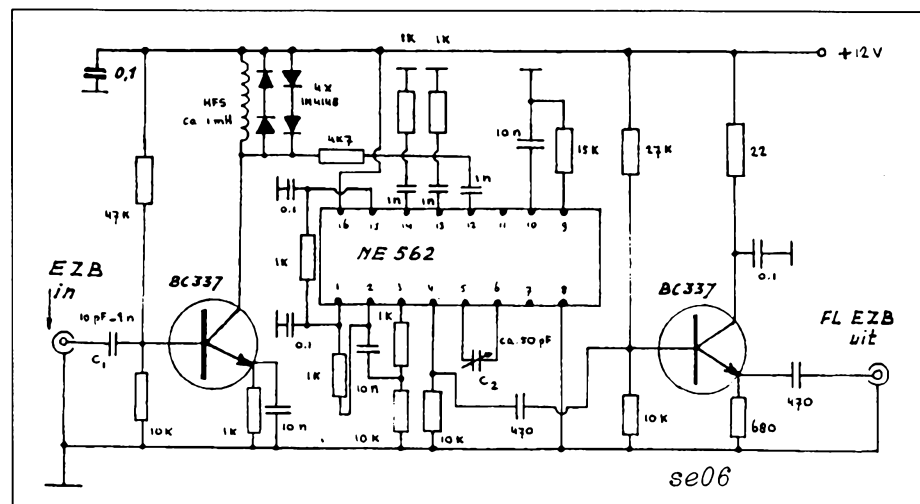 1K
1K
+12V
0,1
HFS
ca 1mH
4X
1N4148
4K7
10n
15K
27K
22
47K
0.1
1n
1n
1n
16
15
14
13
12
11
10
9
1K
NE 562
0.1
EZB
in
BC337
BC337
FL EZB
uit
1
2
3
4
5
6
7
8
10pF-1n
C1
0.1
1K
1K
10n
ca. 50pF
C2
470
470
10K
1K
10n
10K
10K
10K
680
se06